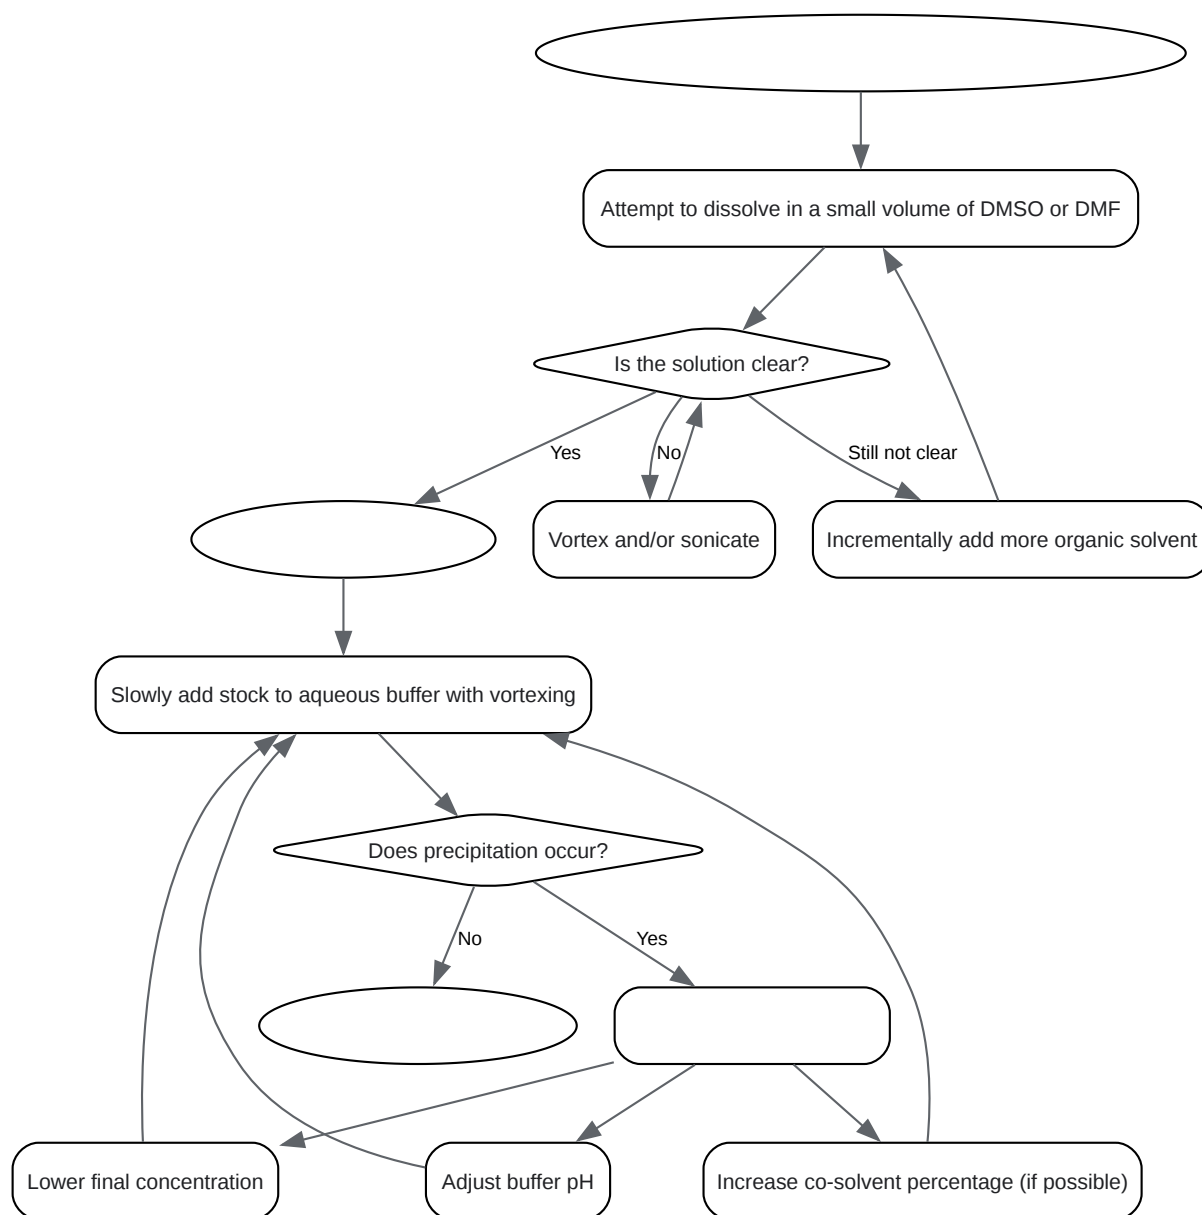 Attempt to dissolve in a small volume of DMSO or DMF
Is the solution clear?
Yes
No
Still not clear
Vortex and/or sonicate
Incrementally add more organic solvent
Slowly add stock to aqueous buffer with vortexing
Does precipitation occur?
No
Yes
Lower final concentration
Adjust buffer pH
Increase co-solvent percentage (if possible)